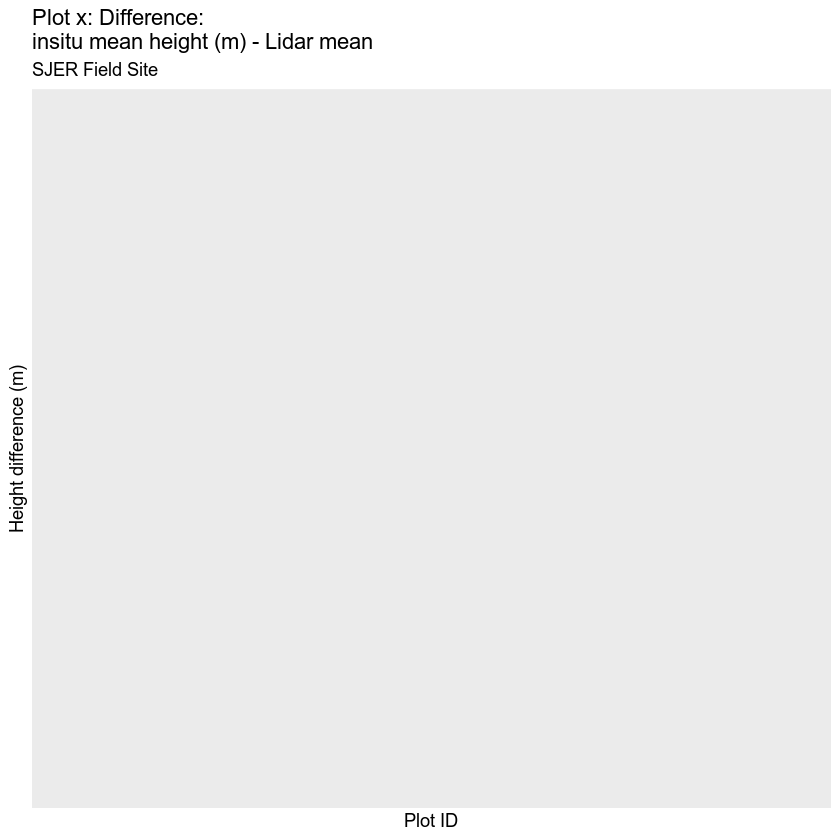 Plot x: Difference:
insitu mean height (m) - Lidar mean
SJER Field Site
Height difference (m)
Plot ID